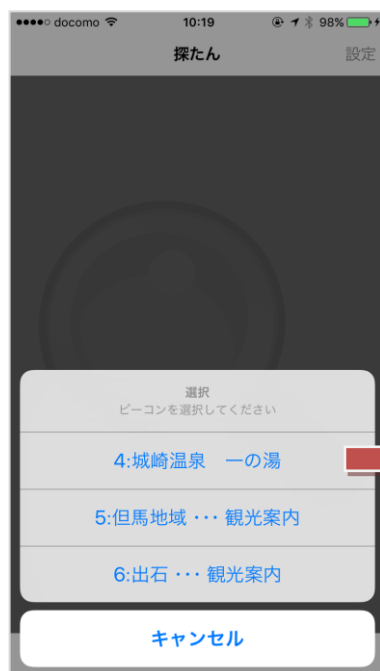 docomo 10:19 98%
探たん 設定
選択
ビーコンを選択してください
4:城崎温泉　一の湯
5:但馬地域 ・・・ 観光案内
6:出石 ・・・ 観光案内
キャンセル